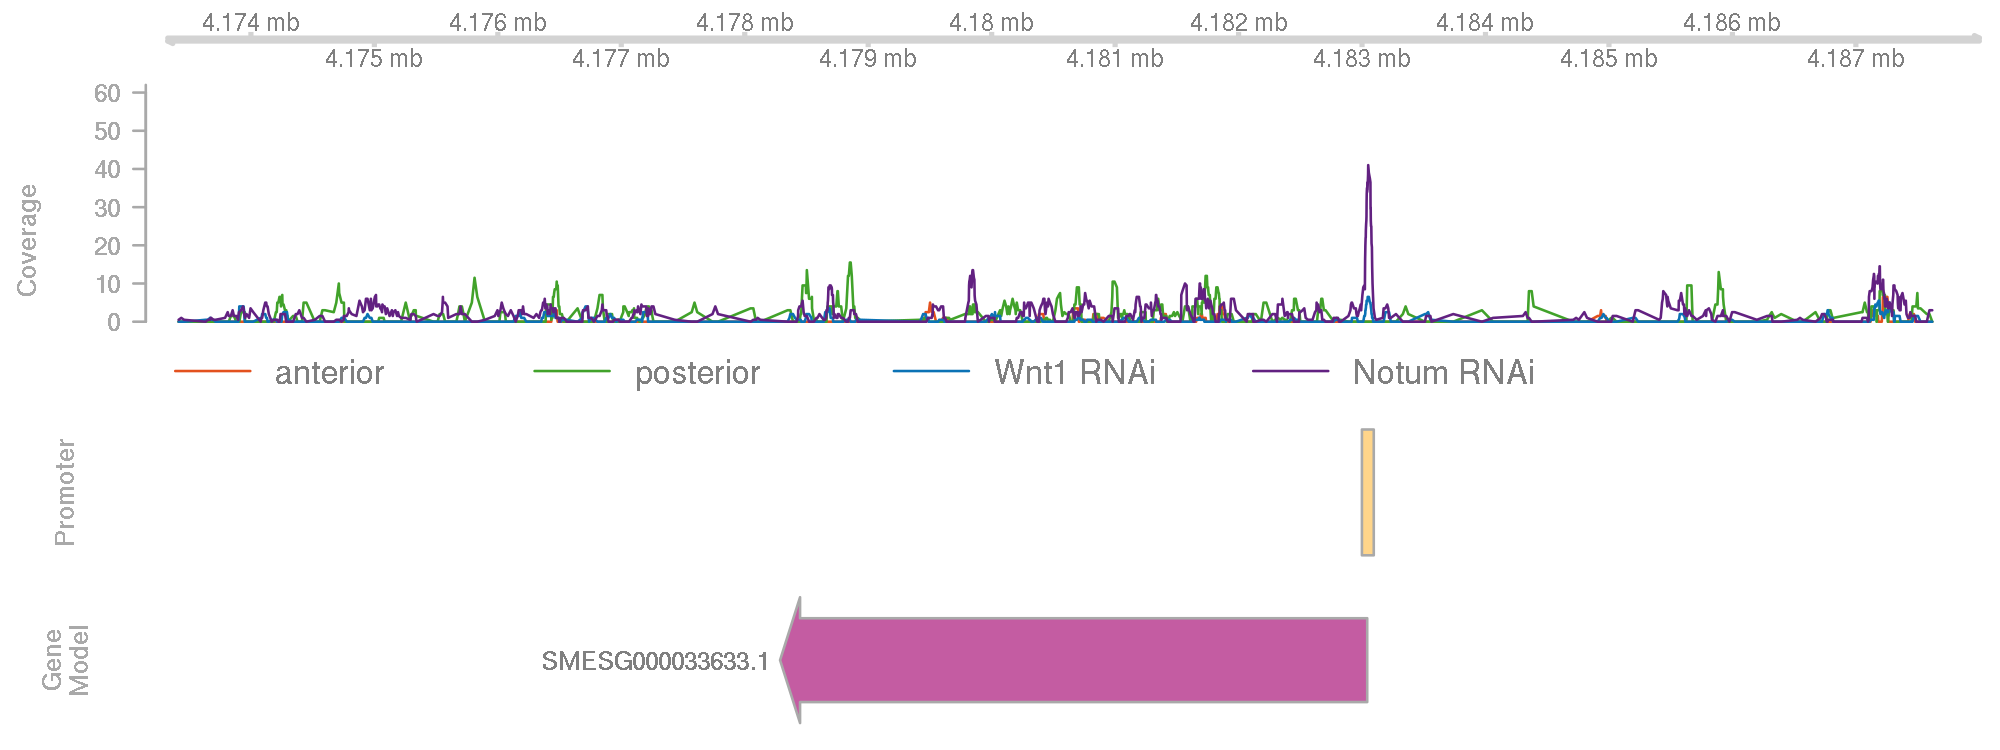 4.174 mb 4.176 mb 4.178 mb 4.18 mb 4.182 mb 4.184 mb 4.186 mb
4.175 mb 4.177 mb 4.179 mb 4.181 mb 4.183 mb 4.185 mb 4.187 mb
Coverage
60
50
40
30
20
10
0
anterior posterior Wnt1 RNAi Notum RNAi
Promoter
Gene
Model
SMESG000033633.1